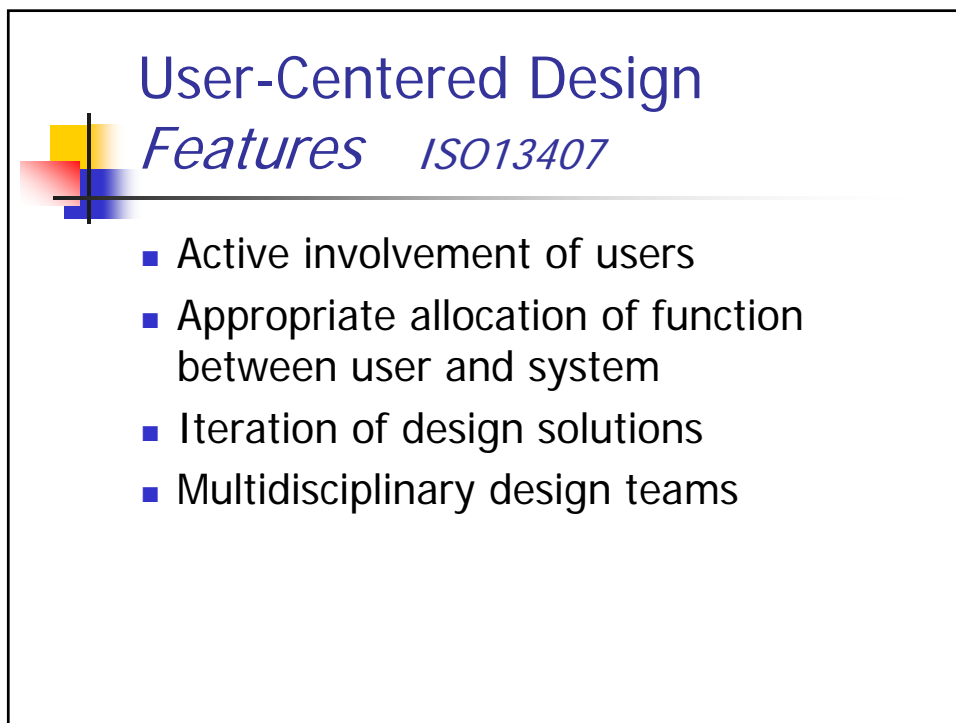 User-Centered Design
Features ISO13407
Active involvement of users
Appropriate allocation of function
between user and system
Iteration of design solutions
Multidisciplinary design teams